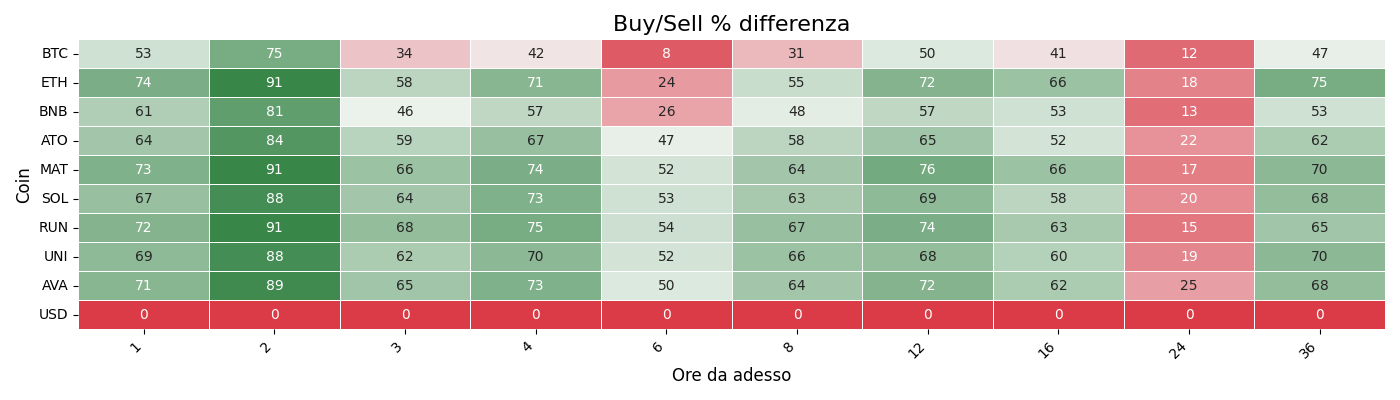 Buy/Sell % differenza
Coin
BTC 53 75 34 42 8 31 50 41 12 47
ETH 74 91 58 71 24 55 72 66 18 75
BNB 61 81 46 57 26 48 57 53 13 53
ATO 64 84 59 67 47 58 65 52 22 62
MAT 73 91 66 74 52 64 76 66 17 70
SOL 67 88 64 73 53 63 69 58 20 68
RUN 72 91 68 75 54 67 74 63 15 65
UNI 69 88 62 70 52 66 68 60 19 70
AVA 71 89 65 73 50 64 72 62 25 68
USD 0 0 0 0 0 0 0 0 0 0
1 2 3 4 6 8 12 16 24 36
Ore da adesso